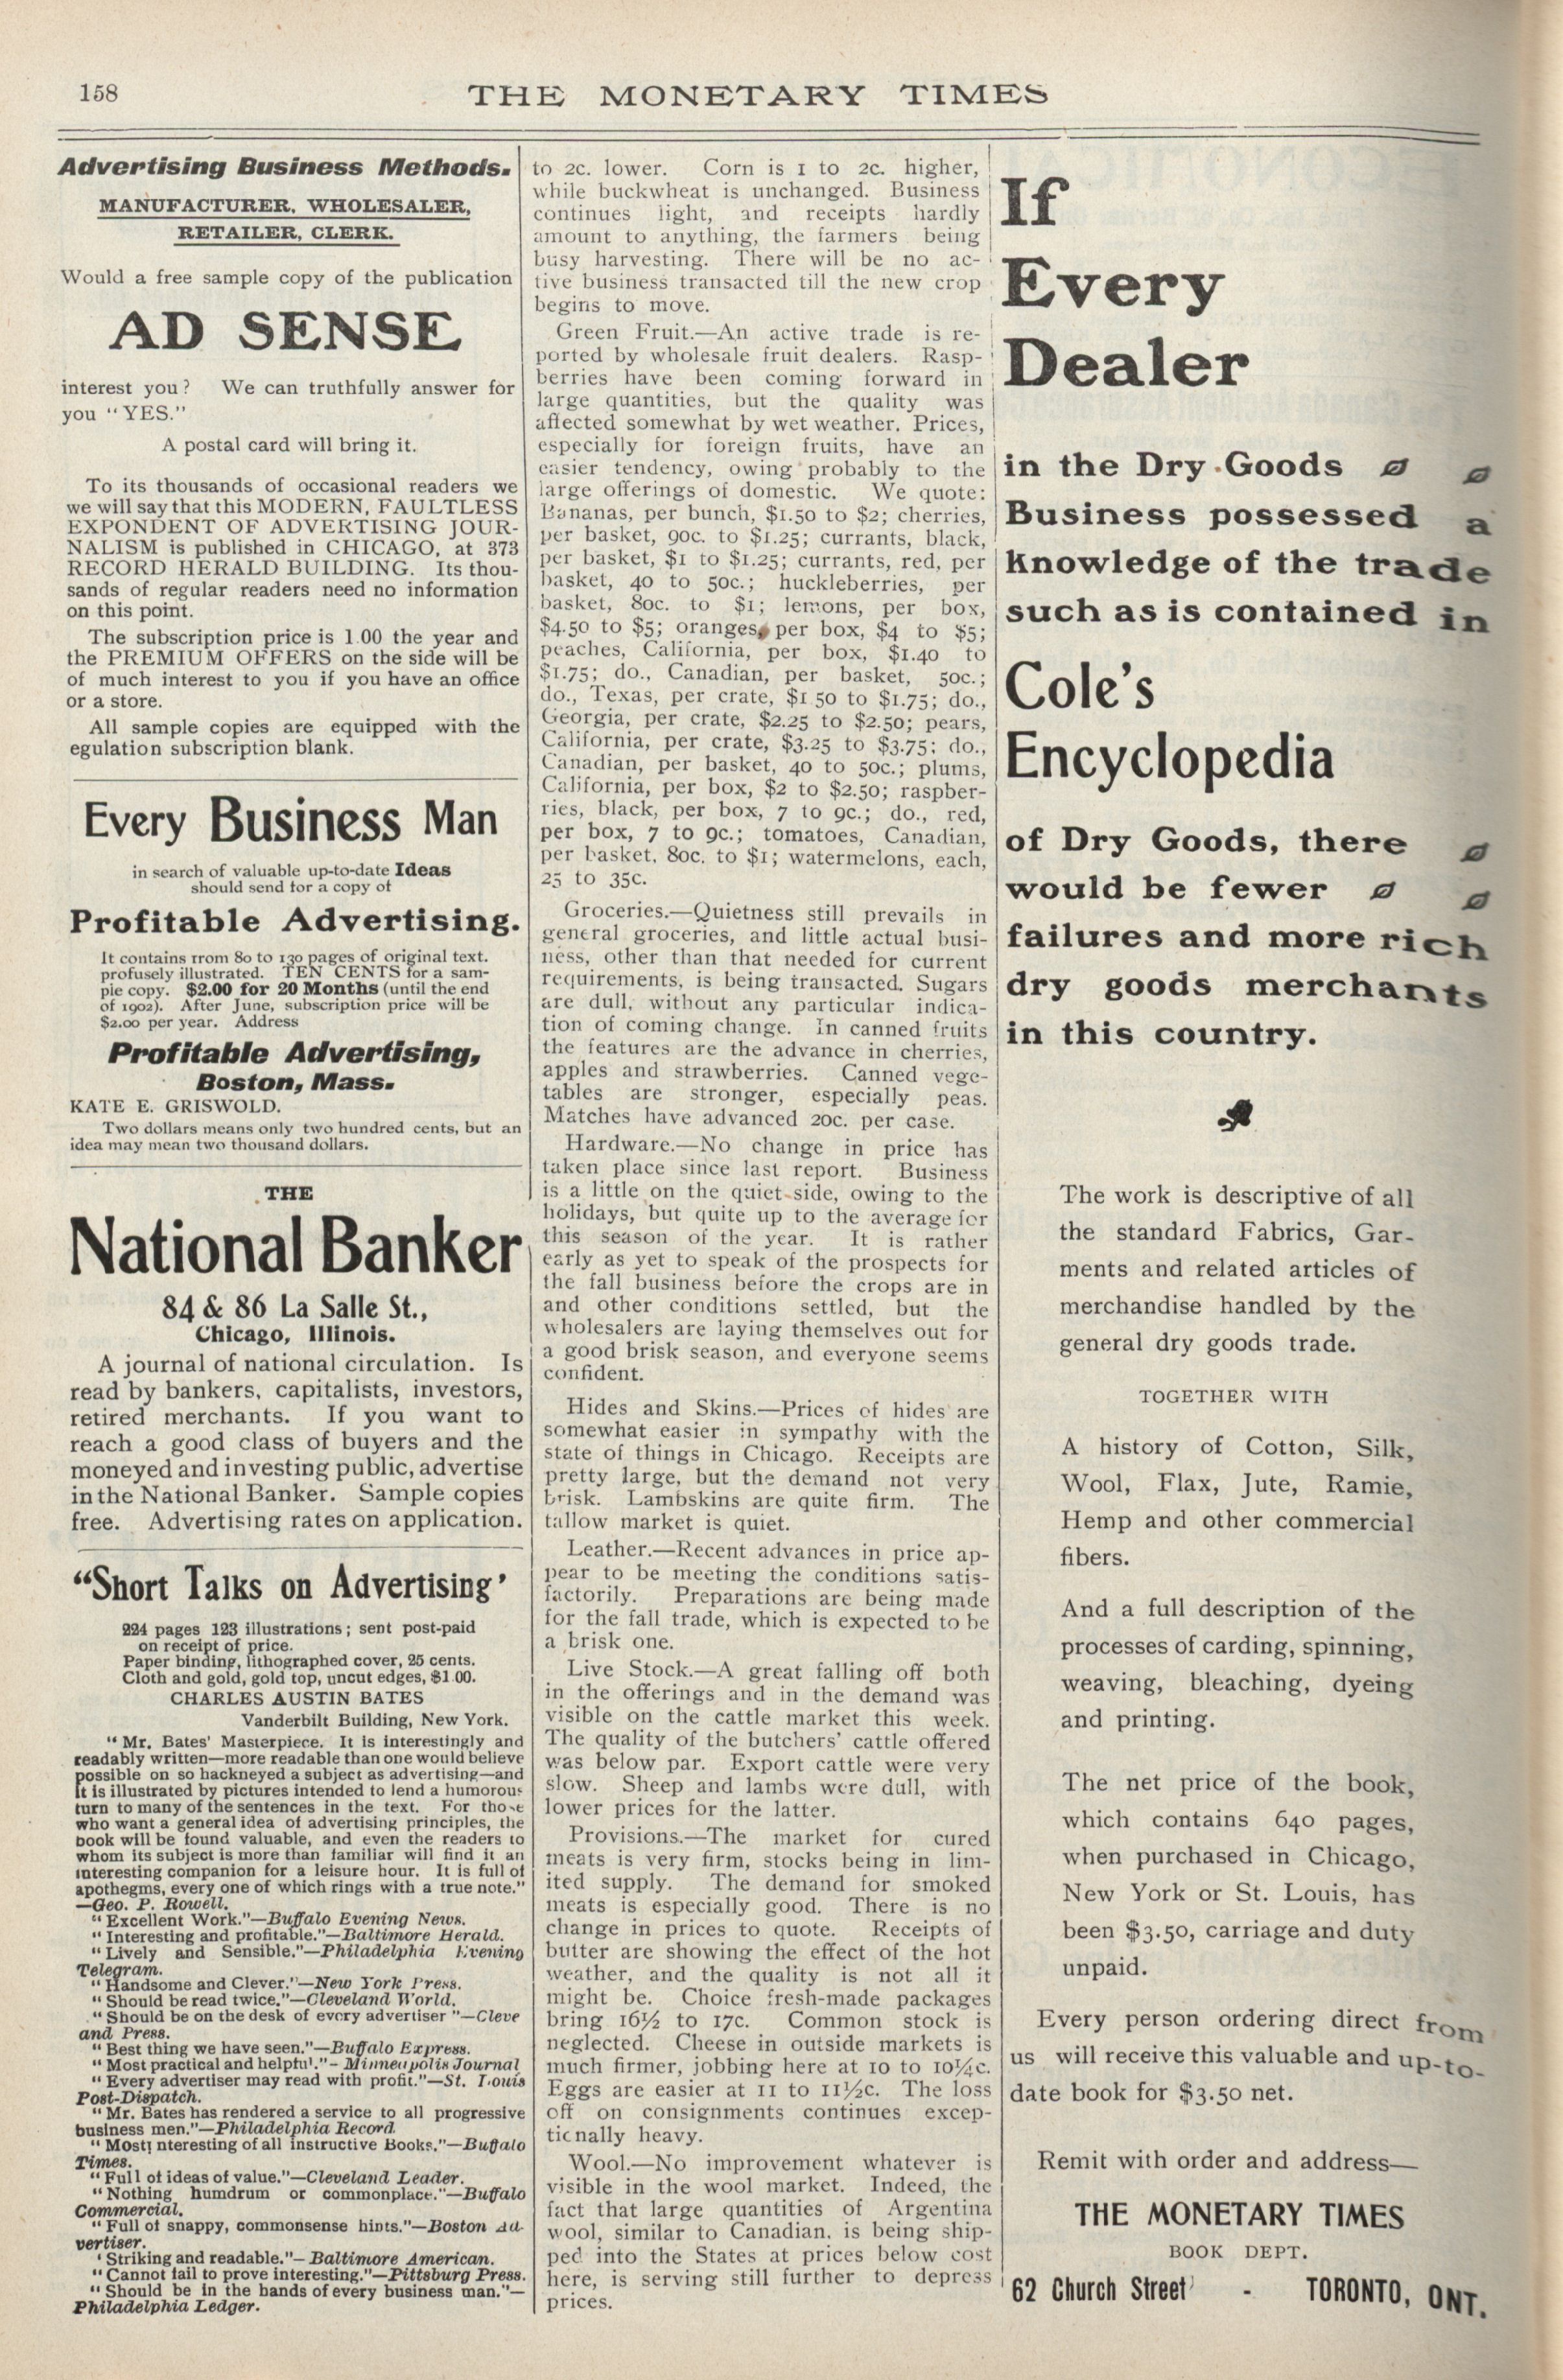 158
THE MONETARY TIMES
Advertising Business Methods.
MANUFACTURER, WHOLESALER,
RETAILER, CLERK.
Would a free sample copy of the publication
AD SENSE
interest you? We can truthfully answer for
you "YES."
A postal card will bring it.
To its thousands of occasional readers we
we will say that this MODERN, FAULTLESS
EXPONDENT OF ADVERTISING JOUR-
NALISM is published in CHICAGO, at 373
RECORD HERALD BUILDING. Its thou-
sands of regular readers need no information
on this point.
The subscription price is 1.00 the year and
the PREMIUM OFFERS on the side will be
of much interest to you if you have an office
or a store.
All sample copies are equipped with the
egulation subscription blank.
Every Business Man
in search of valuable up-to-date Ideas
should send for a copy of
Profitable Advertising.
It contains from 80 to 130 pages of original text.
profusely illustrated. TEN CENTS for a sam-
ple copy. $2.00 for 20 Months (until the end
of 1902). After June, subscription price will be
$2.00 per year. Address
Profitable Advertising,
Boston, Mass.
KATE E. GRISWOLD.
Two dollars means only two hundred cents, but an
idea may mean two thousand dollars.
THE
National Banker
84 & 86 La Salle St.,
Chicago, Illinois.
A journal of national circulation. Is
read by bankers, capitalists, investors,
retired merchants. If you want to
reach a good class of buyers and the
moneyed and investing public, advertise
in the National Banker. Sample copies
free. Advertising rates on application.
"Short Talks on Advertising'
224 pages 123 illustrations; sent post-paid
on receipt of price.
Paper binding, lithographed cover, 25 cents.
Cloth and gold, gold top, uncut edges, $1.00.
CHARLES AUSTIN BATES
Vanderbilt Building, New York.
"Mr. Bates' Masterpiece. It is interestingly and
readably written—more readable than one would believe
possible on so hackneyed a subject as advertising—and
it is illustrated by pictures intended to lend a humorous
turn to many of the sentences in the text. For those
who want a general idea of advertising principles, the
book will be found valuable, and even the readers to
whom its subject is more than familiar will find it an
interesting companion for a leisure hour. It is full of
apothegms, every one of which rings with a true note."
—Geo. P. Rowell.
"Excellent Work."—Buffalo Evening News.
"Interesting and profitable."—Baltimore Herald.
"Lively and Sensible."—Philadelphia Evening
Telegram.
"Handsome and Clever."—New York Press.
"Should be read twice."—Cleveland World.
"Should be on the desk of every advertiser "—Cleve
and Press.
"Best thing we have seen."—Buffalo Express.
"Most practical and helpful."—Minneapolis Journal
"Every advertiser may read with profit."—St. Louis
Post-Dispatch.
"Mr. Bates has rendered a service to all progressive
business men."—Philadelphia Record.
"Most nteresting of all instructive Books."—Buffalo
Times.
"Full of ideas of value."—Cleveland Leader.
"Nothing humdrum or commonplace."—Buffalo
Commercial.
"Full of snappy, commonsense hints."—Boston Ad-
vertiser.
'Striking and readable."—Baltimore American.
"Cannot fail to prove interesting."—Pittsburg Press.
"Should be in the hands of every business man."—
Philadelphia Ledger.
to 2c. lower. Corn is 1 to 2c. higher,
while buckwheat is unchanged. Business
continues light, and receipts hardly
amount to anything, the farmers being
busy harvesting. There will be no ac-
tive business transacted till the new crop
begins to move.
Green Fruit.—An active trade is re-
ported by wholesale fruit dealers. Rasp-
berries have been coming forward in
large quantities, but the quality was
affected somewhat by wet weather. Prices,
especially for foreign fruits, have an
easier tendency, owing probably to the
large offerings of domestic. We quote:
Bananas, per bunch, $1.50 to $2; cherries,
per basket, 90c. to $1.25; currants, black,
per basket, $1 to $1.25; currants, red, per
basket, 40 to 50c.; huckleberries, per
basket, 80c. to $1; lemons, per box,
$4.50 to $5; oranges, per box, $4 to $5;
peaches, California, per box, $1.40 to
$1.75; do., Canadian, per basket, 50c.;
do., Texas, per crate, $1.50 to $1.75; do.,
Georgia, per crate, $2.25 to $2.50; pears,
California, per crate, $3.25 to $3.75; do.,
Canadian, per basket, 40 to 50c.; plums,
California, per box, $2 to $2.50; raspber-
ries, black, per box, 7 to 9c.; do., red,
per box, 7 to 9c.; tomatoes, Canadian,
per basket, 80c. to $1; watermelons, each,
25 to 35c.
Groceries.—Quietness still prevails in
general groceries, and little actual busi-
ness, other than that needed for current
requirements, is being transacted. Sugars
are dull, without any particular indica-
tion of coming change. In canned fruits
the features are the advance in cherries,
apples and strawberries. Canned vege-
tables are stronger, especially peas.
Matches have advanced 20c. per case.
Hardware.—No change in price has
taken place since last report. Business
is a little on the quiet side, owing to the
holidays, but quite up to the average for
this season of the year. It is rather
early as yet to speak of the prospects for
the fall business before the crops are in
and other conditions settled, but the
wholesalers are laying themselves out for
a good brisk season, and everyone seems
confident.
Hides and Skins.—Prices of hides are
somewhat easier in sympathy with the
state of things in Chicago. Receipts are
pretty large, but the demand not very
brisk. Lambskins are quite firm. The
tallow market is quiet.
Leather.—Recent advances in price ap-
pear to be meeting the conditions satis-
factorily. Preparations are being made
for the fall trade, which is expected to be
a brisk one.
Live Stock.—A great falling off both
in the offerings and in the demand was
visible on the cattle market this week.
The quality of the butchers' cattle offered
was below par. Export cattle were very
slow. Sheep and lambs were dull, with
lower prices for the latter.
Provisions.—The market for cured
meats is very firm, stocks being in lim-
ited supply. The demand for smoked
meats is especially good. There is no
change in prices to quote. Receipts of
butter are showing the effect of the hot
weather, and the quality is not all it
might be. Choice fresh-made packages
bring 16½ to 17c. Common stock is
neglected. Cheese in outside markets is
much firmer, jobbing here at 10 to 10¼c.
Eggs are easier at 11 to 11½c. The loss
off on consignments continues excep-
tionally heavy.
Wool.—No improvement whatever is
visible in the wool market. Indeed, the
fact that large quantities of Argentina
wool, similar to Canadian, is being ship-
ped into the States at prices below cost
here, is serving still further to depress
prices.
If
Every
Dealer
in the Dry Goods
Business possessed a
knowledge of the trade
such as is contained in
Cole's
Encyclopedia
of Dry Goods, there
would be fewer
failures and more rich
dry goods merchants
in this country.
The work is descriptive of all
the standard Fabrics, Gar-
ments and related articles of
merchandise handled by the
general dry goods trade.
TOGETHER WITH
A history of Cotton, Silk,
Wool, Flax, Jute, Ramie,
Hemp and other commercial
fibers.
And a full description of the
processes of carding, spinning,
weaving, bleaching, dyeing
and printing.
The net price of the book,
which contains 640 pages,
when purchased in Chicago,
New York or St. Louis, has
been $3.50, carriage and duty
unpaid.
Every person ordering direct from
us will receive this valuable and up-to-
date book for $3.50 net.
Remit with order and address—
THE MONETARY TIMES
BOOK DEPT.
62 Church Street - TORONTO, ONT.